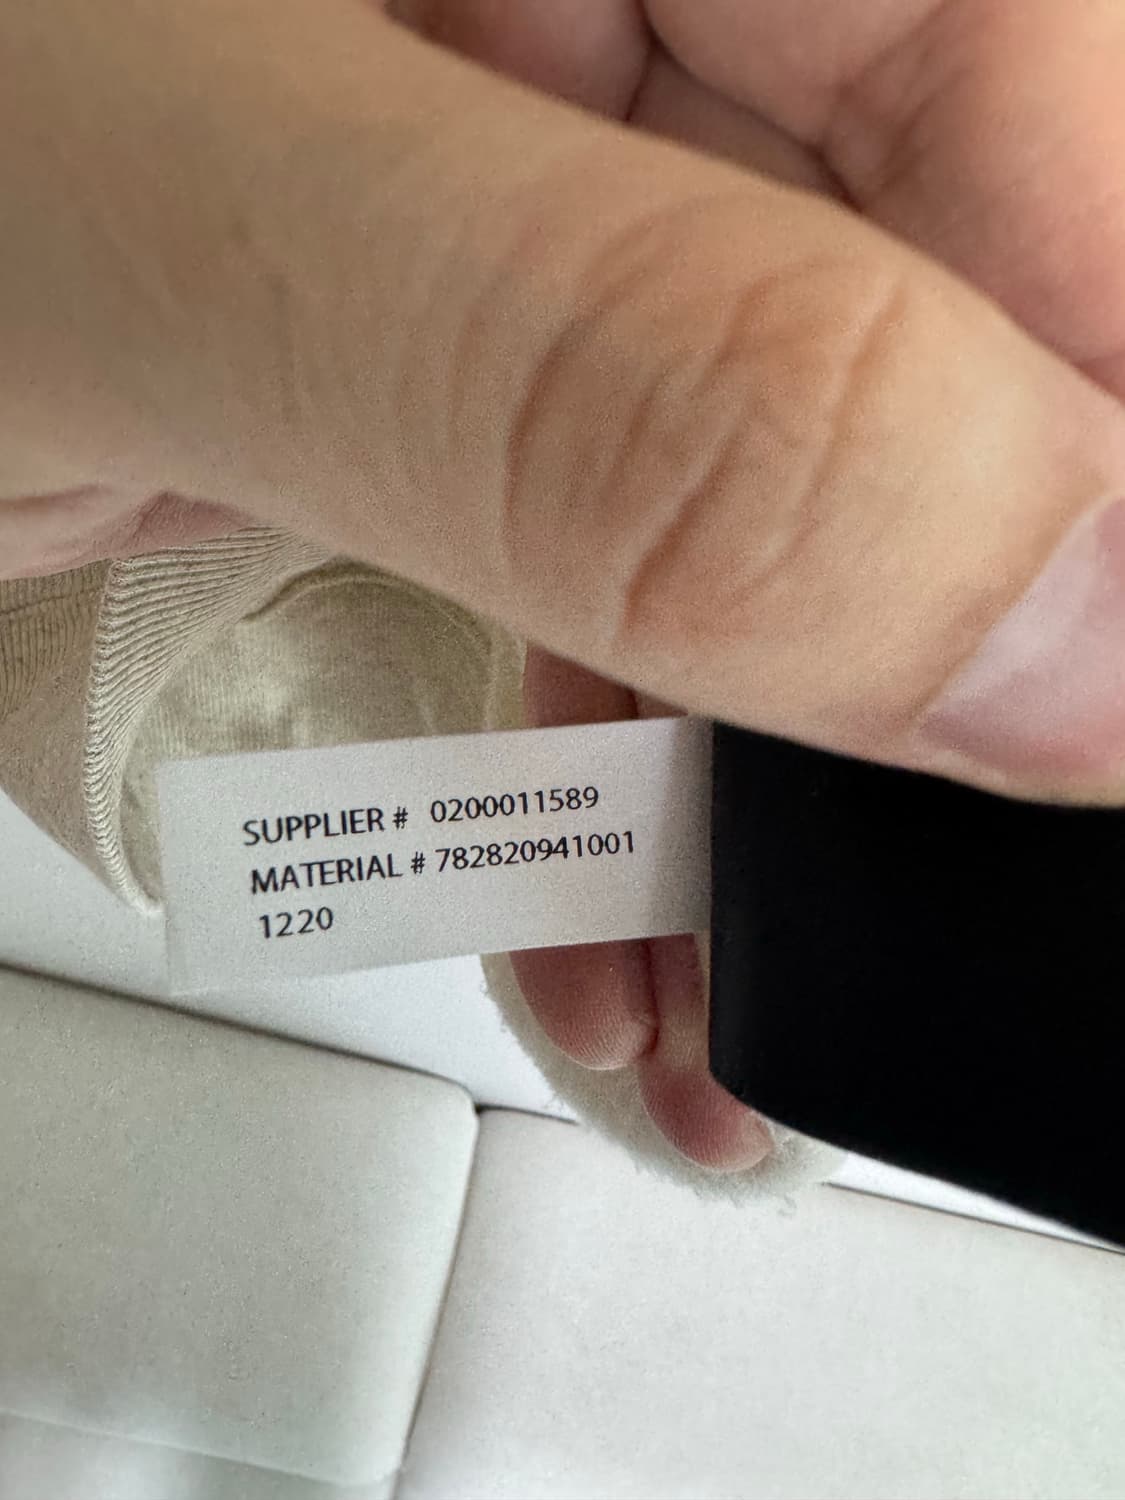 SUPPLIER # 0200011589
MATERIAL # 782820941001
1220